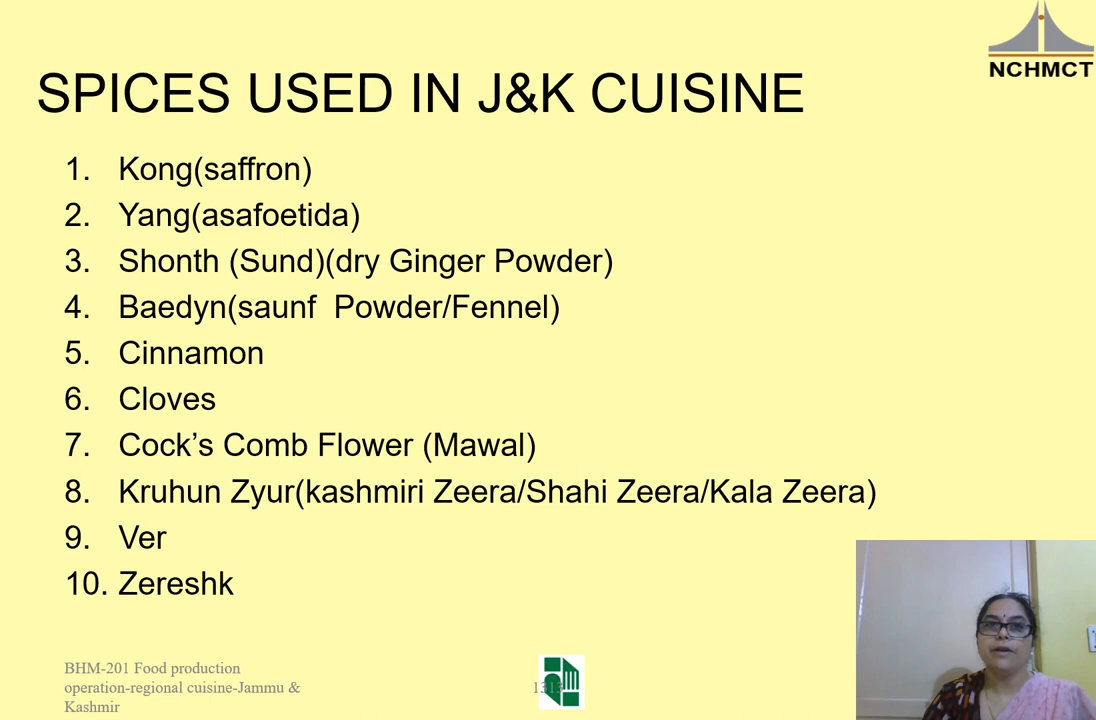 NCHMCT
SPICES USED IN J&K CUISINE
1. Kong(saffron)
2. Yang(asafoetida)
3. Shonth (Sund)(dry Ginger Powder)
4. Baedyn(saunf  Powder/Fennel)
5. Cinnamon
6. Cloves
7. Cock’s Comb Flower (Mawal)
8. Kruhun Zyur(kashmiri Zeera/Shahi Zeera/Kala Zeera)
9. Ver
10. Zereshk
BHM-201 Food production
operation-regional cuisine-Jammu &
Kashmir